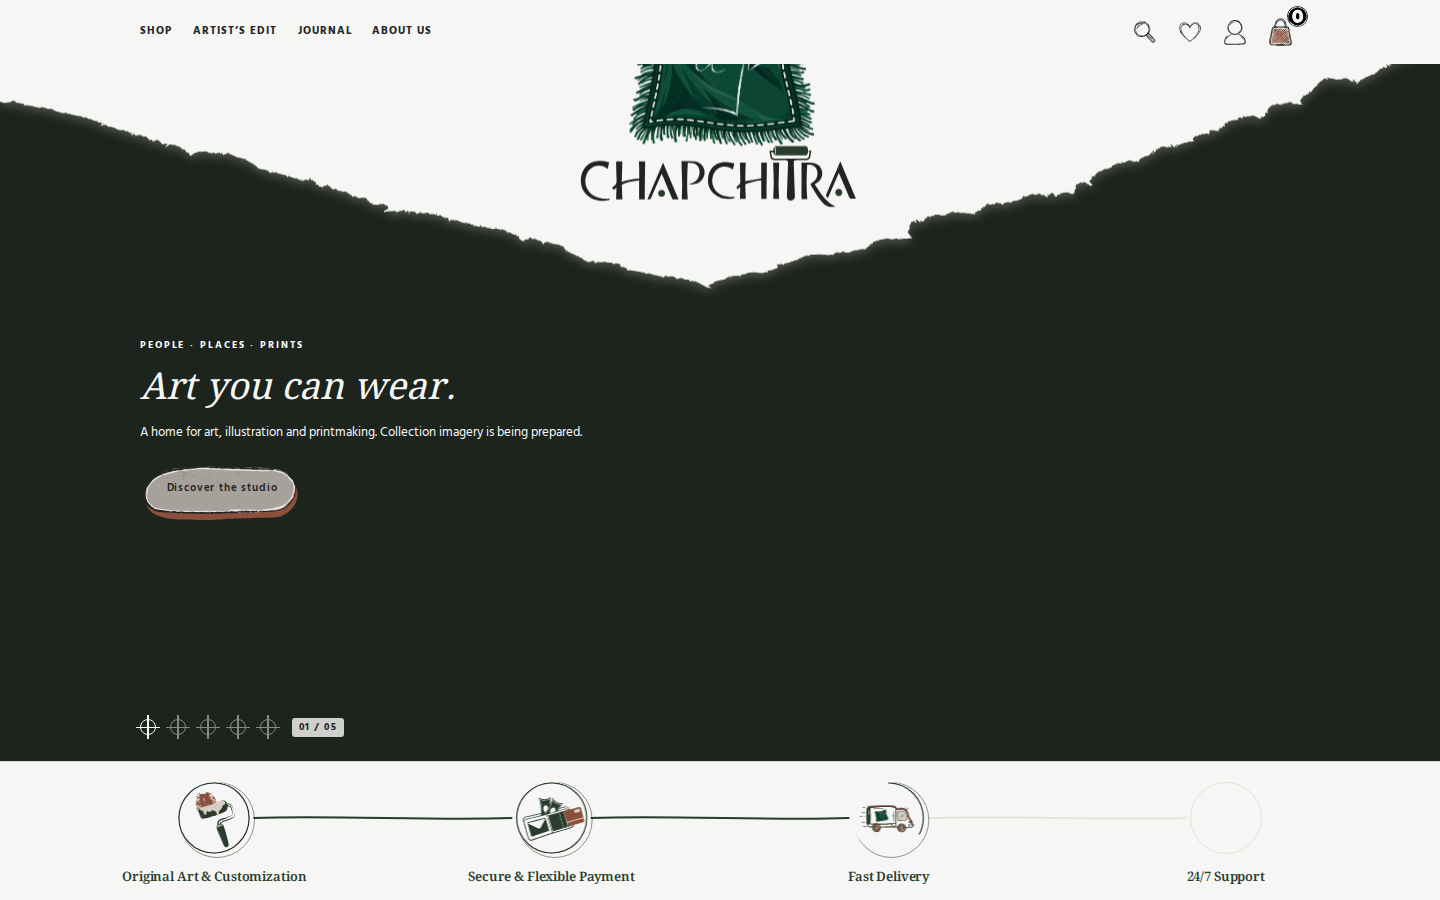 SHOP ARTIST’S EDIT JOURNAL ABOUT US
0
CHAPCHITRA
PEOPLE · PLACES · PRINTS
Art you can wear.
A home for art, illustration and printmaking. Collection imagery is being prepared.
Discover the studio
01 / 05
Original Art & Customization
Secure & Flexible Payment
Fast Delivery
24/7 Support